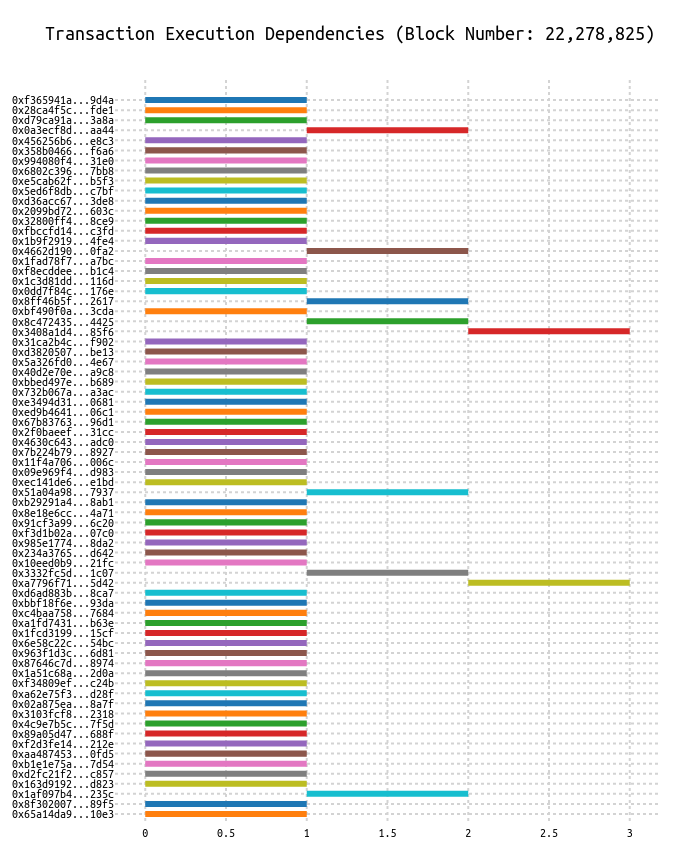 Transaction Execution Dependencies (Block Number: 22,278,825)
0xf365941a...9d4a
0x28ca4f5c...fde1
0xd79ca91a...3a8a
0x0a3ecf8d...aa44
0x456256b6...e8c3
0x358b0466...f6a6
0x994080f4...31e0
0x6802c396...7bb8
0xe5cab62f...b5f3
0x5ed6f8db...c7bf
0xd36acc67...3de8
0x2099bd72...603c
0x32800ff4...8ce9
0xfbccfd14...c3fd
0x1b9f2919...4fe4
0x4662d190...0fa2
0x1fad78f7...a7bc
0xf8ecddee...b1c4
0x1c3d81dd...116d
0x0dd7f84c...176e
0x8ff46b5f...2617
0xbf490f0a...3cda
0x8c472435...4425
0x3408a1d4...85f6
0x31ca2b4c...f902
0xd3820507...be13
0x5a326fd0...4e67
0x40d2e70e...a9c8
0xbbed497e...b689
0x732b067a...a3ac
0xe3494d31...0681
0xed9b4641...06c1
0x67b83763...96d1
0x2f0baeef...31cc
0x4630c643...adc0
0x7b224b79...8927
0x11f4a706...006c
0x09e969f4...d983
0xec141de6...e1bd
0x51a04a98...7937
0xb29291a4...8ab1
0x8e18e6cc...4a71
0x91cf3a99...6c20
0xf3d1b02a...07c0
0x985e1774...8da2
0x234a3765...d642
0x10eed0b9...21fc
0x3332fc5d...1c07
0xa7796f71...5d42
0xd6ad883b...8ca7
0xbbf18f6e...93da
0xc4baa758...7684
0xa1fd7431...b63e
0x1fcd3199...15cf
0x6e58c22c...54bc
0x963f1d3c...6d81
0x87646c7d...8974
0x1a51c68a...2d0a
0xf34809ef...c24b
0xa62e75f3...d28f
0x02a875ea...8a7f
0x3103fcf8...2318
0x4c9e7b5c...7f5d
0x89a05d47...688f
0xf2d3fe14...212e
0xaa487453...0fd5
0xb1e1e75a...7d54
0xd2fc21f2...c857
0x163d9192...d823
0x1af097b4...235c
0x8f302007...89f5
0x65a14da9...10e3
0 0.5 1 1.5 2 2.5 3